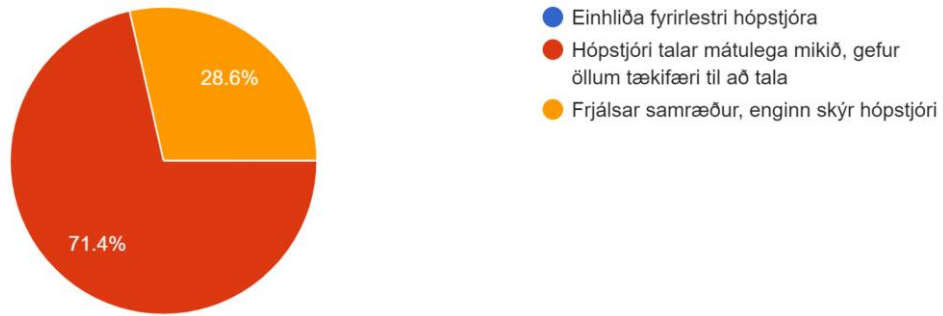 Einhliða fyrirlestri hópstjóra
Hópstjóri talar mátulega mikið, gefur
öllum tækifæri til að tala
Frjálsar samræður, enginn skýr hópstjóri
28.6%
71.4%